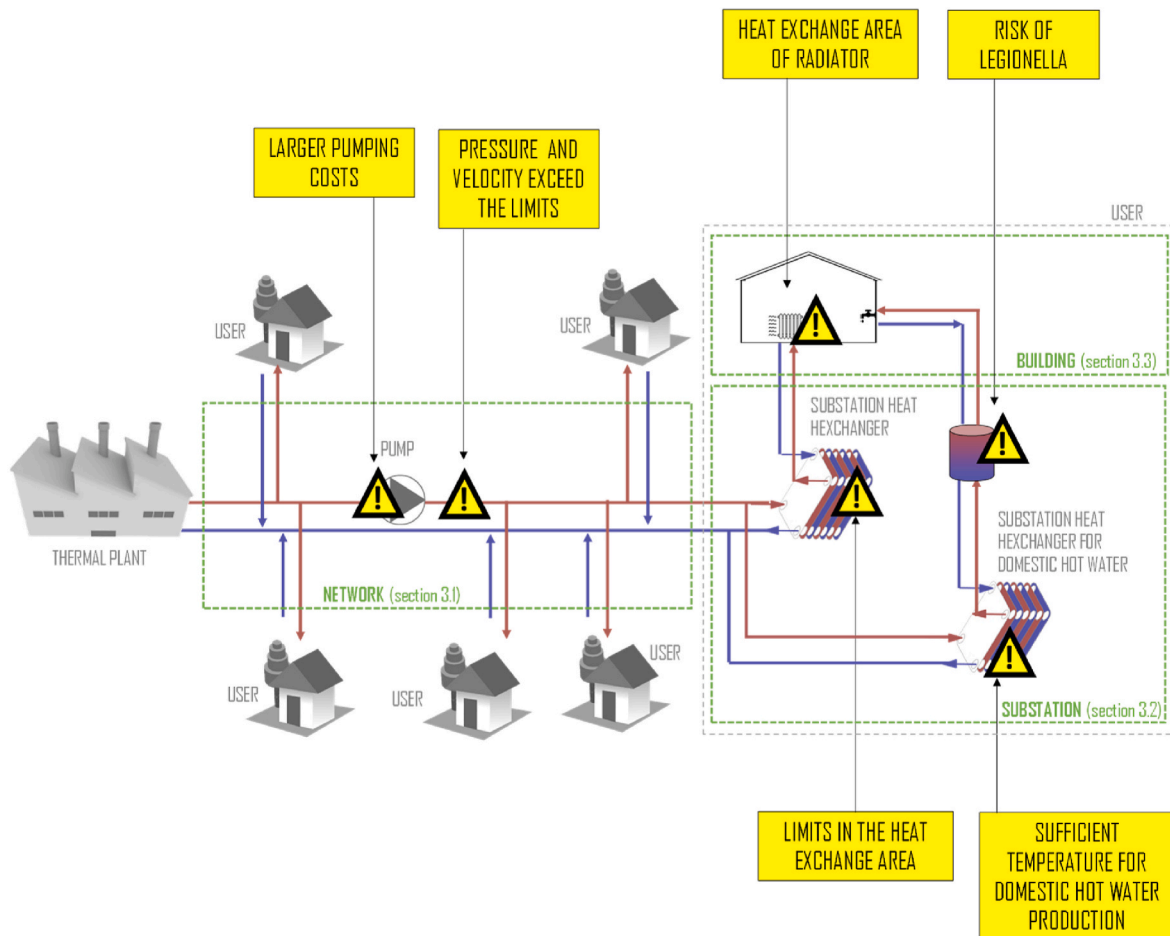 HEAT EXCHANGE AREA
OF RADIATOR
RISK OF
LEGIONELLA
LARGER PUMPING
COSTS
PRESSURE AND
VELOCITY EXCEED
THE LIMITS
USER
USER
USER
BUILDING (section 3.3)
SUBSTATION HEAT
HEXCHANGER
PUMP
THERMAL PLANT
SUBSTATION HEAT
HEXCHANGER FOR
DOMESTIC HOT WATER
NETWORK (section 3.1)
USER
USER
USER
SUBSTATION (section 3.2)
LIMITS IN THE HEAT
EXCHANGE AREA
SUFFICIENT
TEMPERATURE FOR
DOMESTIC HOT WATER
PRODUCTION